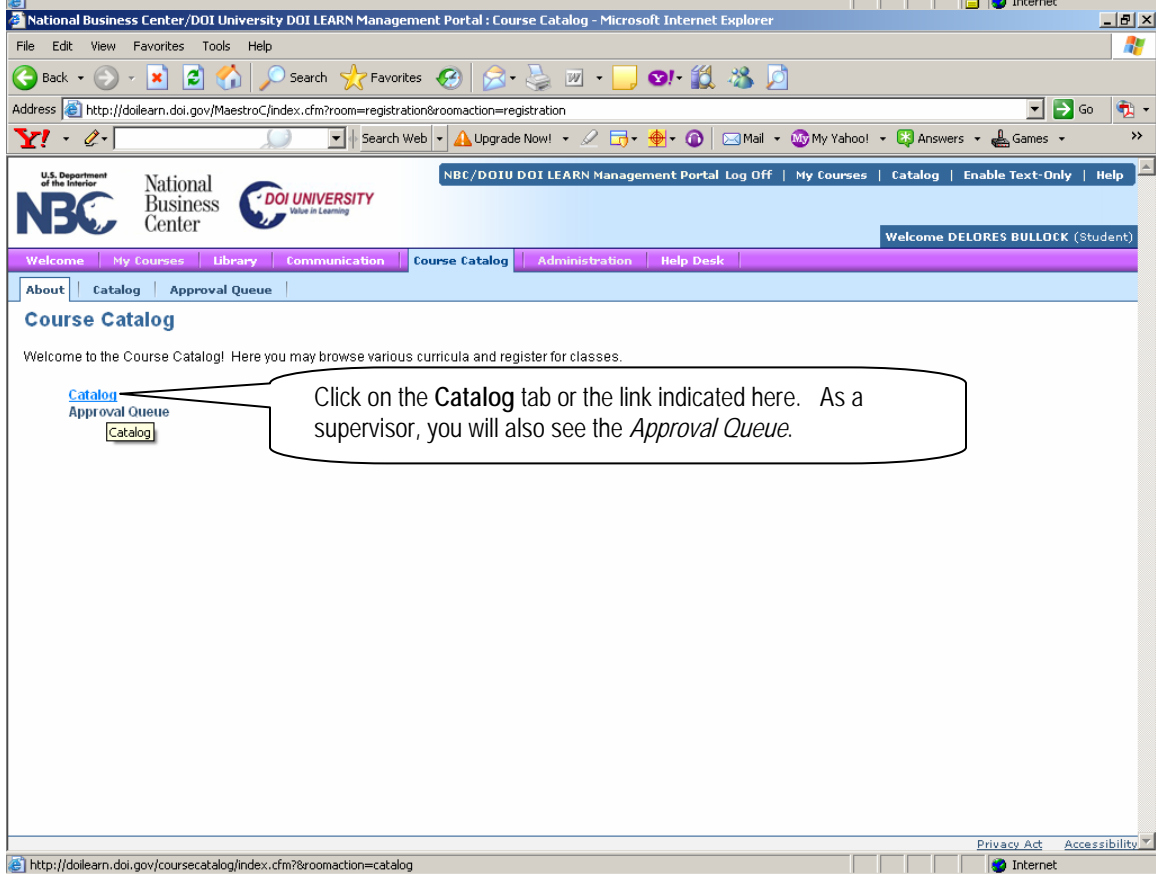 Internet
National Business Center/DOI University DOI LEARN Management Portal : Course Catalog - Microsoft Internet Explorer
File Edit View Favorites Tools Help
Back Search Favorites
Address http://doilearn.doi.gov/MaestroC/index.cfm?room=registration&roomaction=registration Go
Y! Search Web Upgrade Now! Mail My Yahoo! Answers Games »
U.S. Department of the Interior
NBC
National Business Center
DOI UNIVERSITY
Value in Learning
NBC/DOIU DOI LEARN Management Portal Log Off | My Courses | Catalog | Enable Text-Only | Help
Welcome DELORES BULLOCK (Student)
Welcome | My Courses | Library | Communication | Course Catalog | Administration | Help Desk |
About | Catalog | Approval Queue |
Course Catalog
Welcome to the Course Catalog! Here you may browse various curricula and register for classes.
Catalog
Approval Queue
Catalog
Click on the Catalog tab or the link indicated here. As a
supervisor, you will also see the Approval Queue.
Privacy Act Accessibility
http://doilearn.doi.gov/coursecatalog/index.cfm?&roomaction=catalog Internet